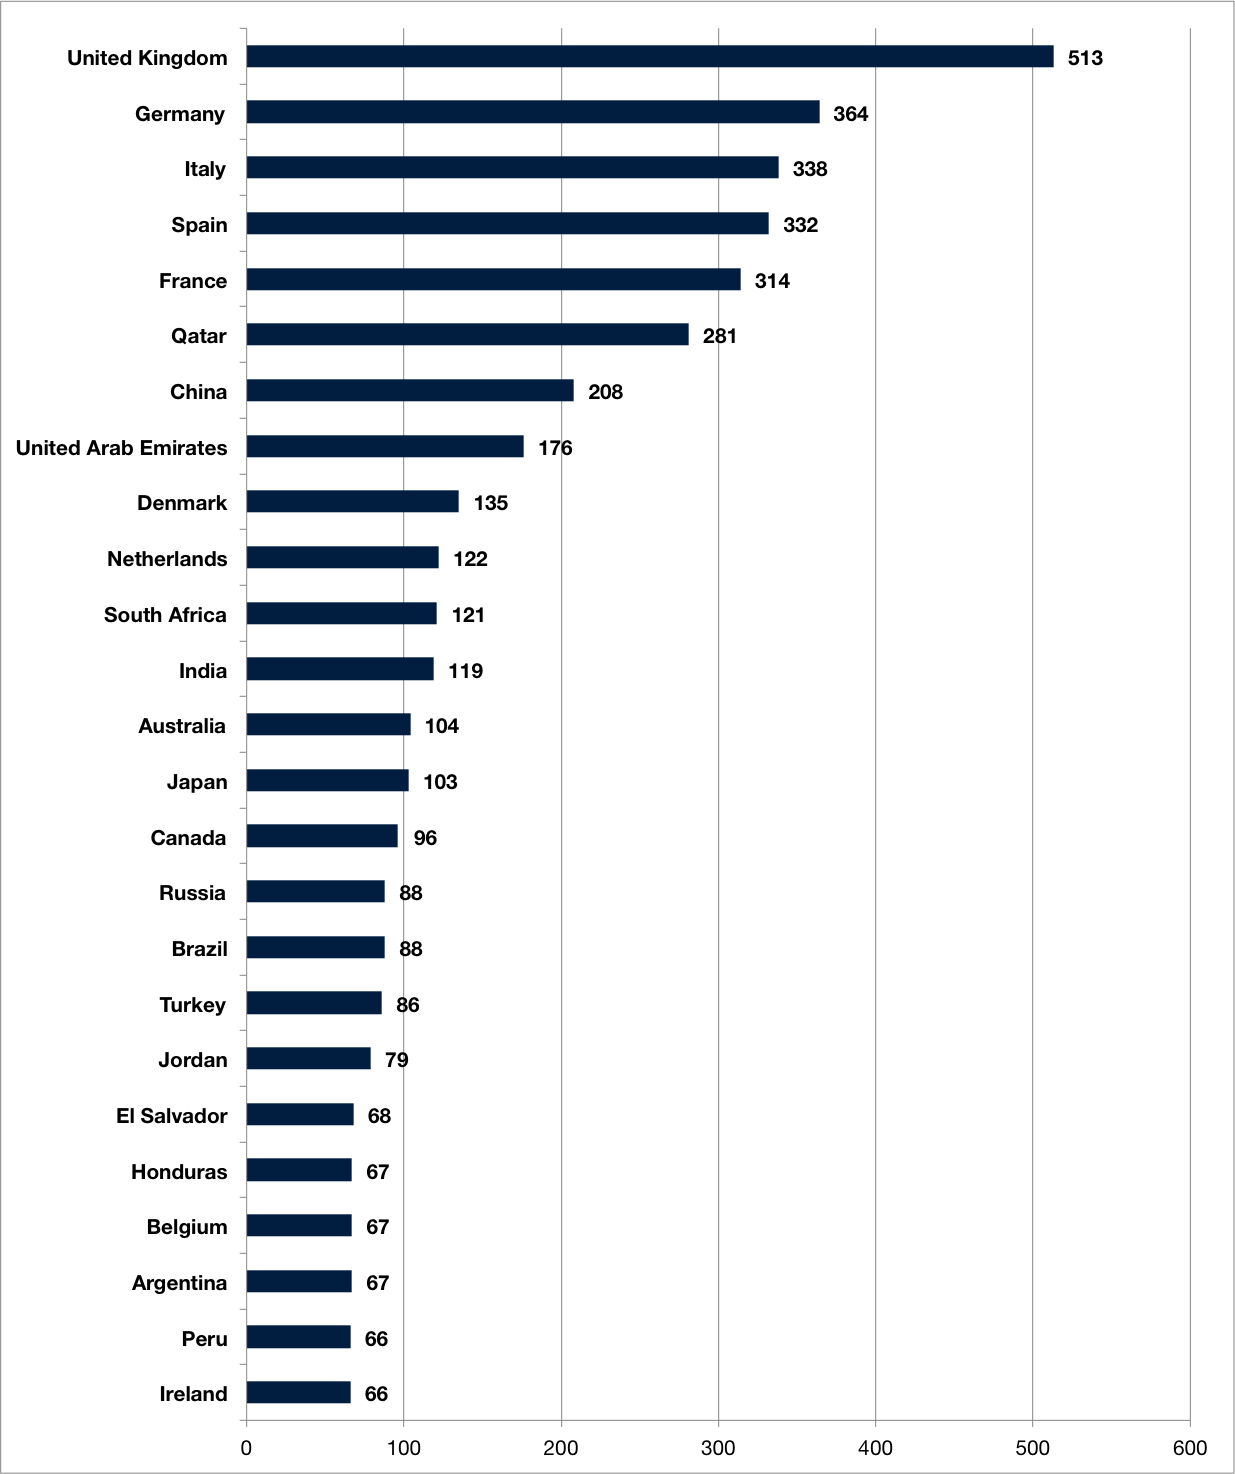 United Kingdom 513
Germany 364
Italy 338
Spain 332
France 314
Qatar 281
China 208
United Arab Emirates 176
Denmark 135
Netherlands 122
South Africa 121
India 119
Australia 104
Japan 103
Canada 96
Russia 88
Brazil 88
Turkey 86
Jordan 79
El Salvador 68
Honduras 67
Belgium 67
Argentina 67
Peru 66
Ireland 66
0 100 200 300 400 500 600